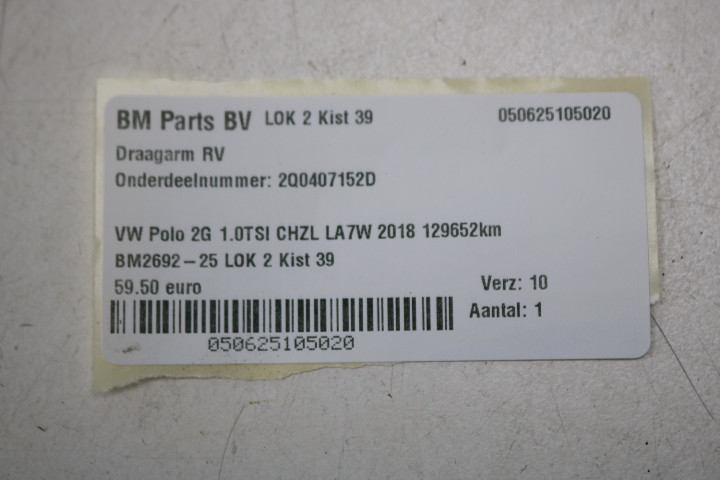 BM Parts BV LOK 2 Kist 39 050625105020
Draagarm RV
Onderdeelnummer: 2Q0407152D
VW Polo 2G 1.0TSI CHZL LA7W 2018 129652km
BM2692-25 LOK 2 Kist 39
59.50 euro Verz: 10
Aantal: 1
050625105020